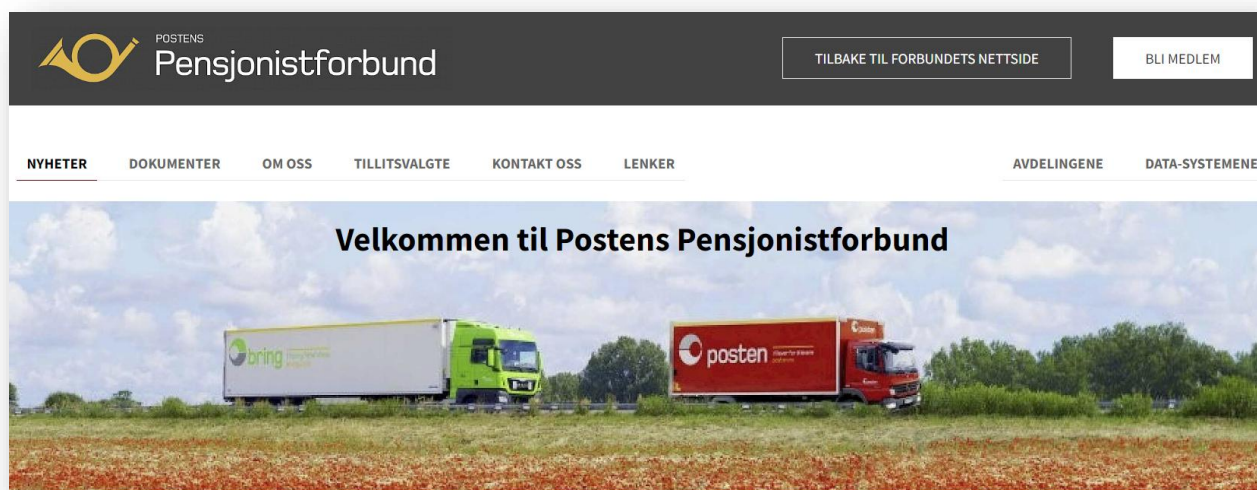 POSTENS
Pensjonistforbund
TILBAKE TIL FORBUNDETS NETTSIDE
BLI MEDLEM
NYHETER DOKUMENTER OM OSS TILLITSVALGTE KONTAKT OSS LENKER AVDELINGENE DATA-SYSTEMENE
Velkommen til Postens Pensjonistforbund
bring
posten